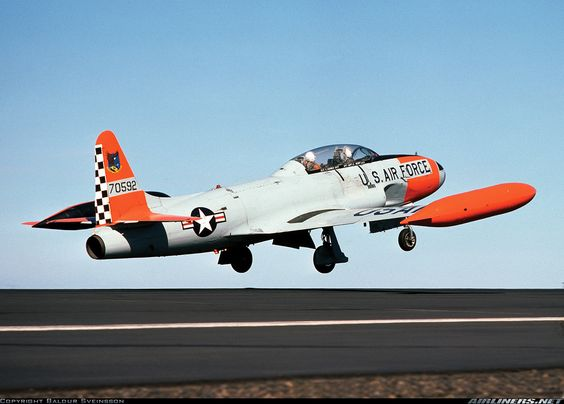 70592
U.S. AIR FORCE
COPYRIGHT BALDUR SVEINSSON
AIRLINERS.NET